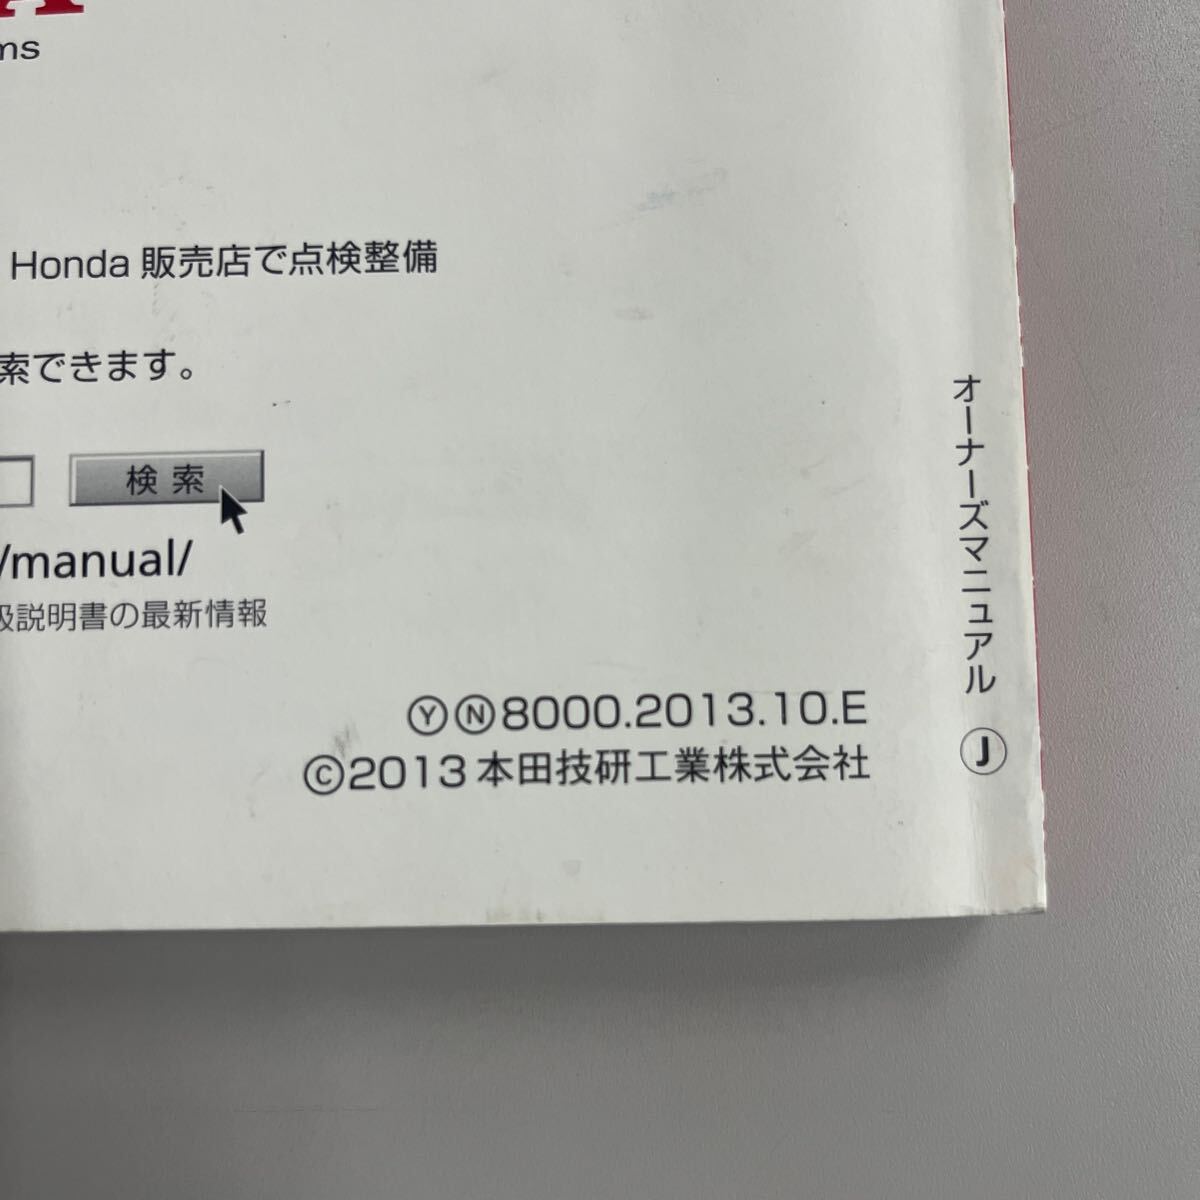 A
ms
Honda 販売店で点検整備
索できます。
検索
/manual/
扱説明書の最新情報
ⓎⓃ8000.2013.10.E
©2013 本田技研工業株式会社
オーナーズマニュアル Ⓙ